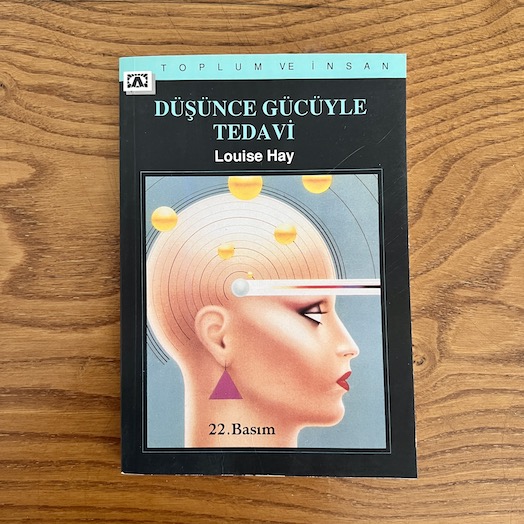 TOPLUM VE İNSAN
DÜŞÜNCE GÜCÜYLE
TEDAVİ
Louise Hay
22.Basım